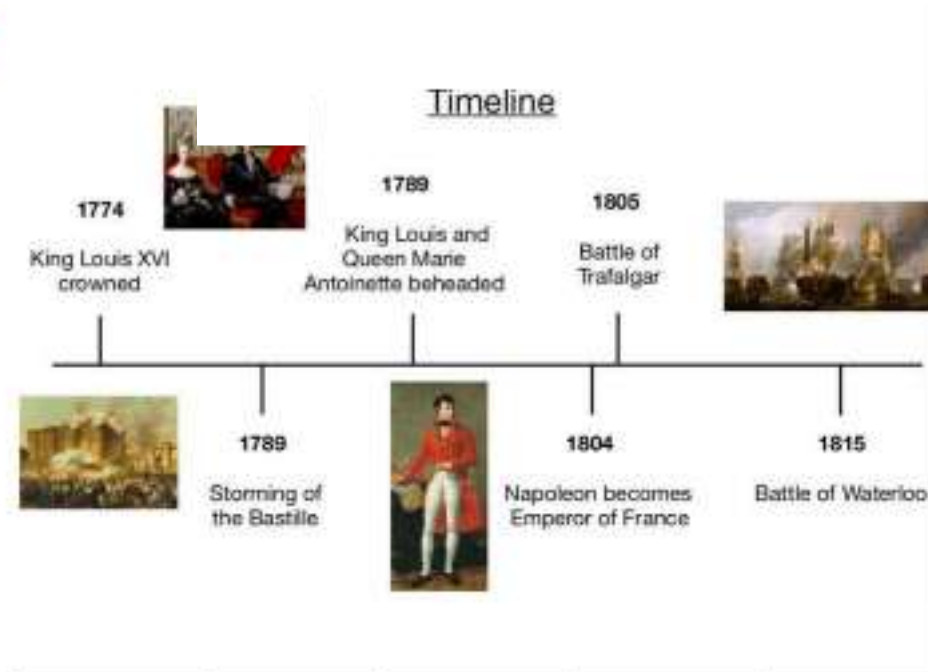 Timeline
1774
King Louis XVI
crowned
1789
King Louis and
Queen Marie
Antoinette beheaded
1805
Battle of
Trafalgar
1789
Storming of
the Bastille
1804
Napoleon becomes
Emperor of France
1815
Battle of Waterloo